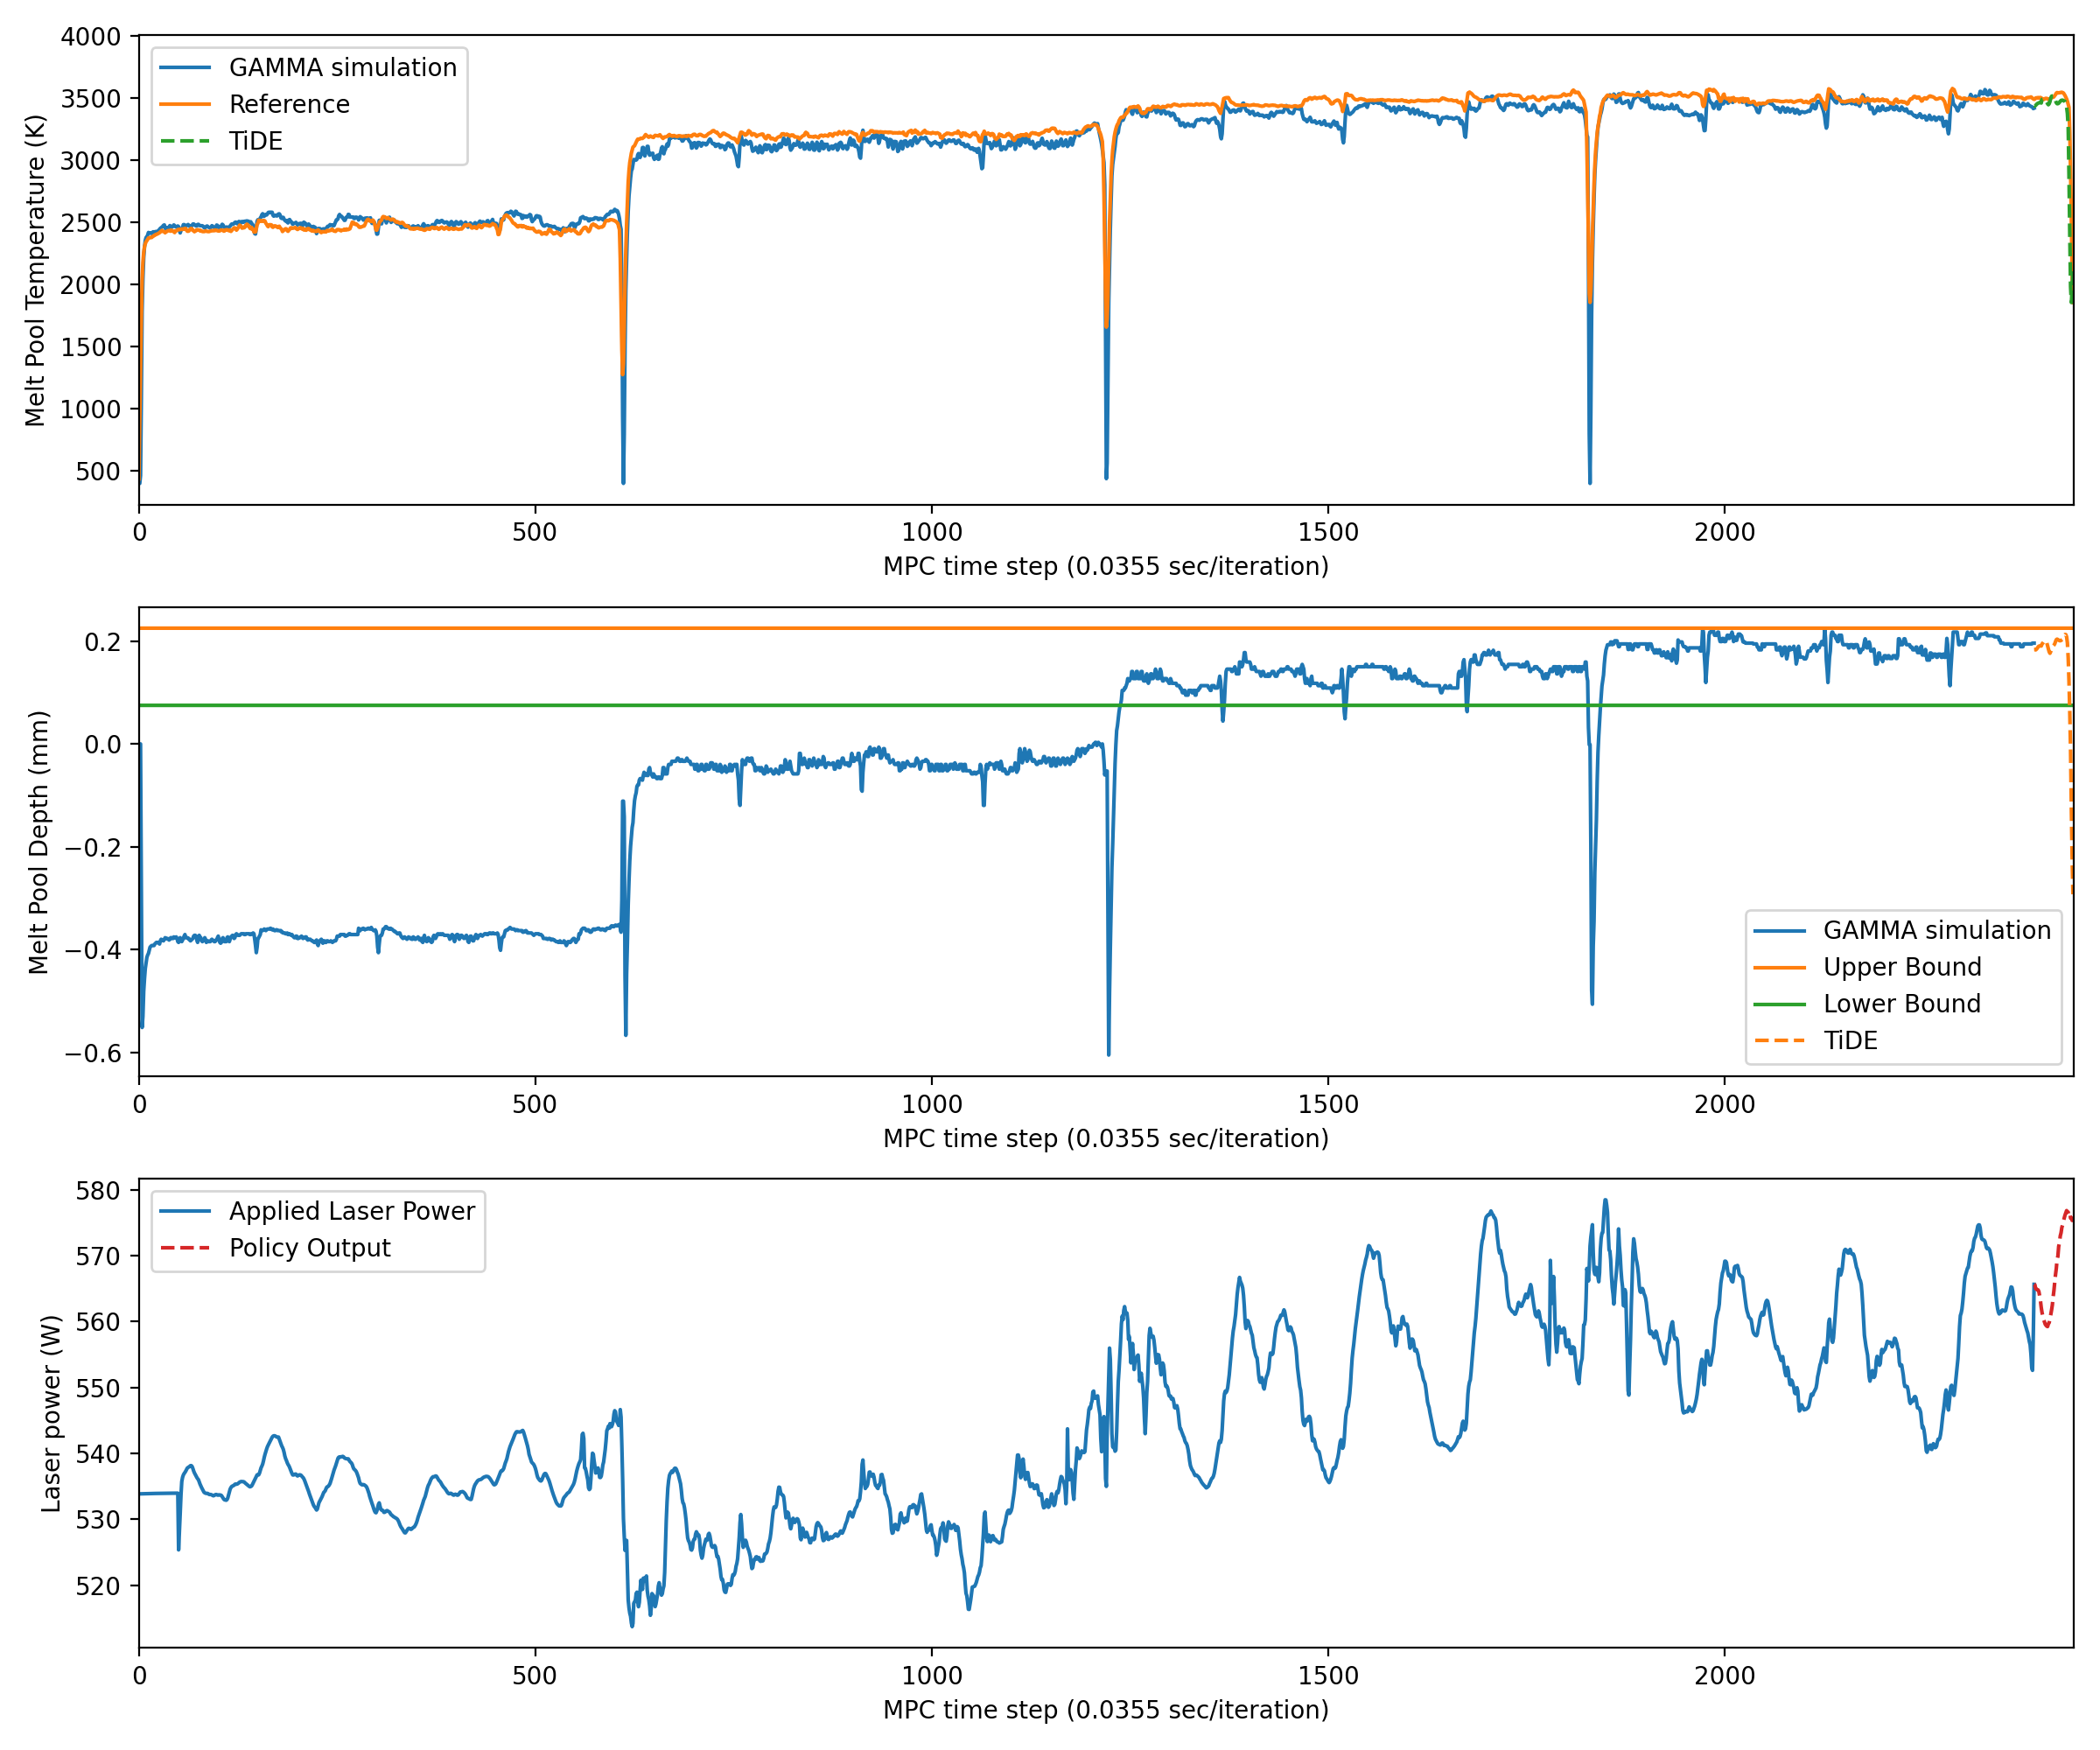 4000
3500
3000
2500
2000
1500
1000
500
Melt Pool Temperature (K)
GAMMA simulation
Reference
TiDE
0 500 1000 1500 2000
MPC time step (0.0355 sec/iteration)
0.2
0.0
−0.2
−0.4
−0.6
Melt Pool Depth (mm)
GAMMA simulation
Upper Bound
Lower Bound
TiDE
0 500 1000 1500 2000
MPC time step (0.0355 sec/iteration)
580
570
560
550
540
530
520
Laser power (W)
Applied Laser Power
Policy Output
0 500 1000 1500 2000
MPC time step (0.0355 sec/iteration)